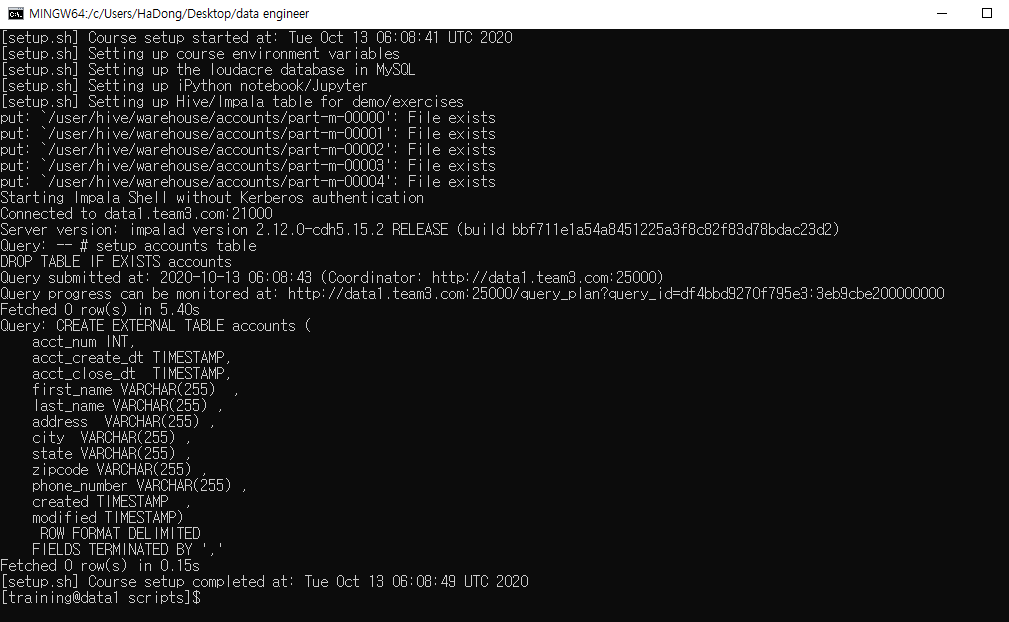 MINGW64:/c/Users/HaDong/Desktop/data engineer
[setup.sh] Course setup started at: Tue Oct 13 06:08:41 UTC 2020
[setup.sh] Setting up course environment variables
[setup.sh] Setting up the loudacre database in MySQL
[setup.sh] Setting up iPython notebook/Jupyter
[setup.sh] Setting up Hive/Impala table for demo/exercises
put: `/user/hive/warehouse/accounts/part-m-00000': File exists
put: `/user/hive/warehouse/accounts/part-m-00001': File exists
put: `/user/hive/warehouse/accounts/part-m-00002': File exists
put: `/user/hive/warehouse/accounts/part-m-00003': File exists
put: `/user/hive/warehouse/accounts/part-m-00004': File exists
Starting Impala Shell without Kerberos authentication
Connected to data1.team3.com:21000
Server version: impalad version 2.12.0-cdh5.15.2 RELEASE (build bbf711e1a54a8451225a3f8c82f83d78bdac23d2)
Query: -- # setup accounts table
DROP TABLE IF EXISTS accounts
Query submitted at: 2020-10-13 06:08:43 (Coordinator: http://data1.team3.com:25000)
Query progress can be monitored at: http://data1.team3.com:25000/query_plan?query_id=df4bbd9270f795e3:3eb9cbe200000000
Fetched 0 row(s) in 5.40s
Query: CREATE EXTERNAL TABLE accounts (
    acct_num INT,
    acct_create_dt TIMESTAMP,
    acct_close_dt  TIMESTAMP,
    first_name VARCHAR(255)  ,
    last_name VARCHAR(255) ,
    address  VARCHAR(255) ,
    city  VARCHAR(255) ,
    state VARCHAR(255) ,
    zipcode VARCHAR(255) ,
    phone_number VARCHAR(255) ,
    created TIMESTAMP  ,
    modified TIMESTAMP)
     ROW FORMAT DELIMITED
    FIELDS TERMINATED BY ','
Fetched 0 row(s) in 0.15s
[setup.sh] Course setup completed at: Tue Oct 13 06:08:49 UTC 2020
[training@data1 scripts]$